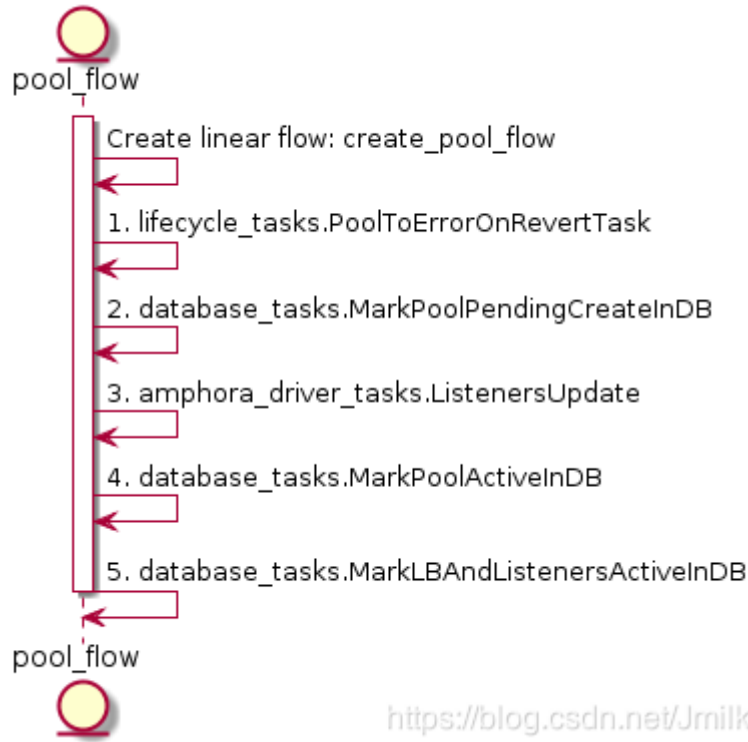 pool_flow
Create linear flow: create_pool_flow
1. lifecycle_tasks.PoolToErrorOnRevertTask
2. database_tasks.MarkPoolPendingCreateInDB
3. amphora_driver_tasks.ListenersUpdate
4. database_tasks.MarkPoolActiveInDB
5. database_tasks.MarkLBAndListenersActiveInDB
pool_flow
https://blog.csdn.net/Jmilk